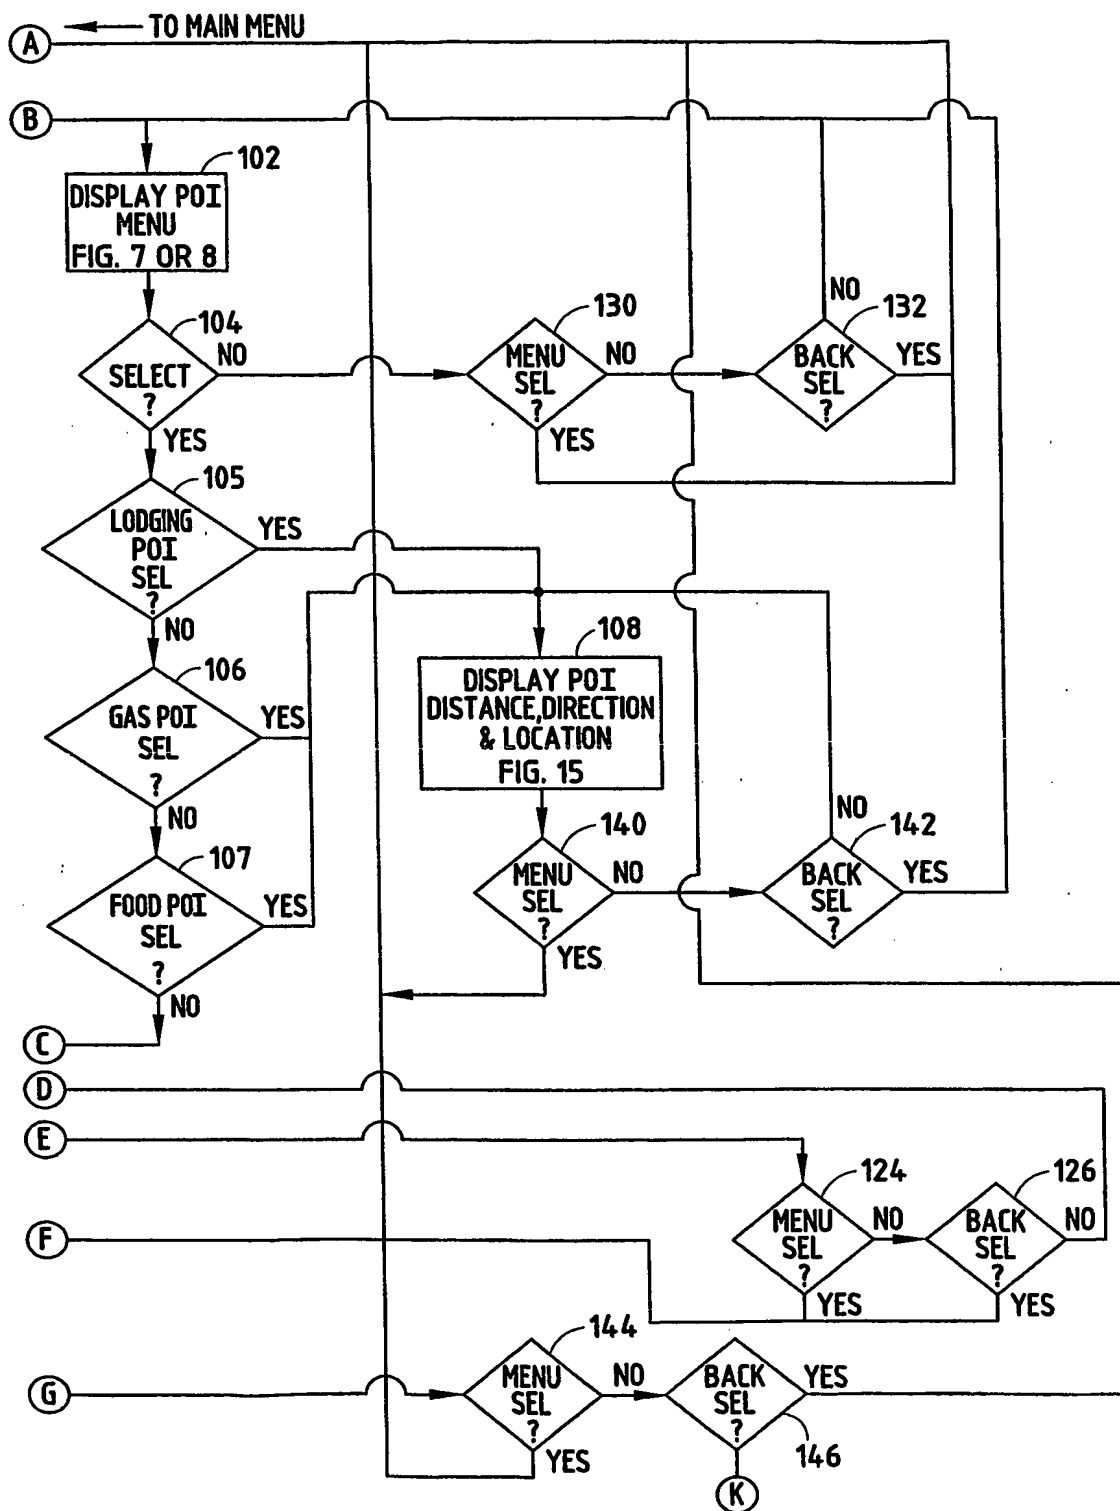 A
TO MAIN MENU
B
102
DISPLAY POI
MENU
FIG. 7 OR 8
104
SELECT
?
NO
YES
130
MENU
SEL
?
NO
YES
132
BACK
SEL
?
NO
YES
105
LODGING
POI
SEL
?
YES
NO
106
GAS POI
SEL
?
YES
NO
107
FOOD POI
SEL
?
YES
NO
108
DISPLAY POI
DISTANCE,DIRECTION
& LOCATION
FIG. 15
140
MENU
SEL
?
NO
YES
142
BACK
SEL
?
NO
YES
C
D
E
124
MENU
SEL
?
NO
YES
126
BACK
SEL
?
NO
YES
F
G
144
MENU
SEL
?
NO
YES
BACK
SEL
?
YES
146
K